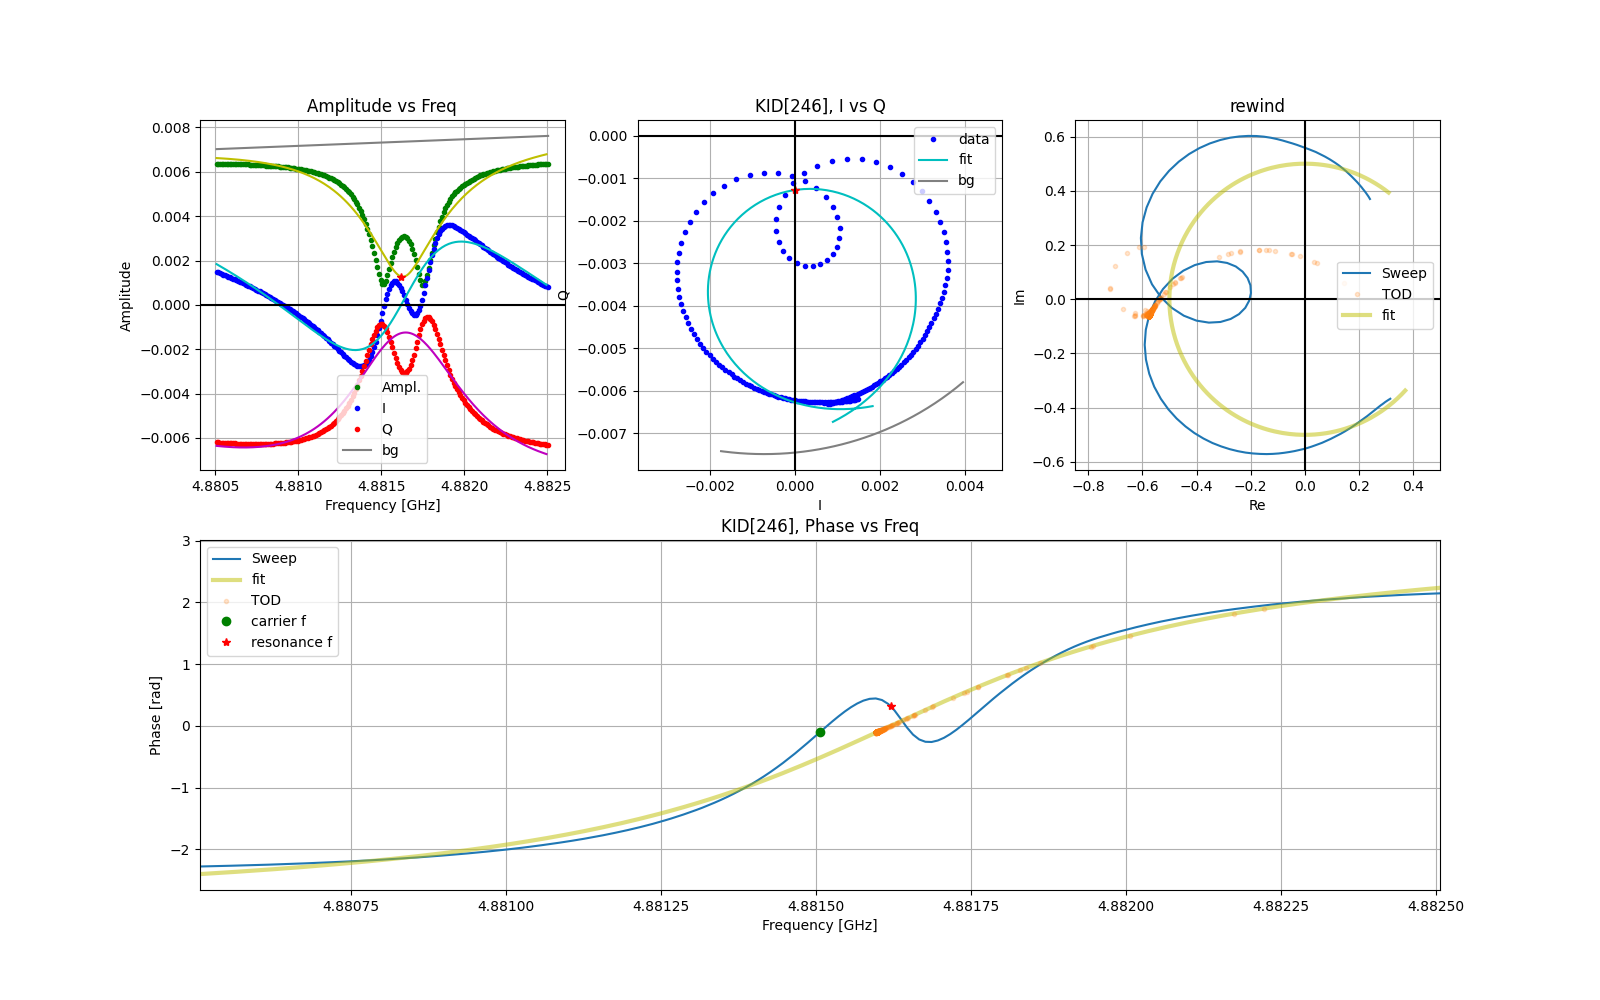 Amplitude vs Freq
KID[246], I vs Q
rewind
0.008
0.006
0.004
0.002
0.000
−0.002
−0.004
−0.006
Amplitude
Ampl.
I
Q
bg
4.8805 4.8810 4.8815 4.8820 4.8825
Frequency [GHz]
0.000
−0.001
−0.002
−0.003
−0.004
−0.005
−0.006
−0.007
Q
data
fit
bg
−0.002 0.000 0.002 0.004
I
0.6
0.4
0.2
0.0
−0.2
−0.4
−0.6
Im
Sweep
TOD
fit
−0.8 −0.6 −0.4 −0.2 0.0 0.2 0.4
Re
KID[246], Phase vs Freq
3
2
1
0
−1
−2
Phase [rad]
Sweep
fit
TOD
carrier f
resonance f
4.88075 4.88100 4.88125 4.88150 4.88175 4.88200 4.88225 4.88250
Frequency [GHz]